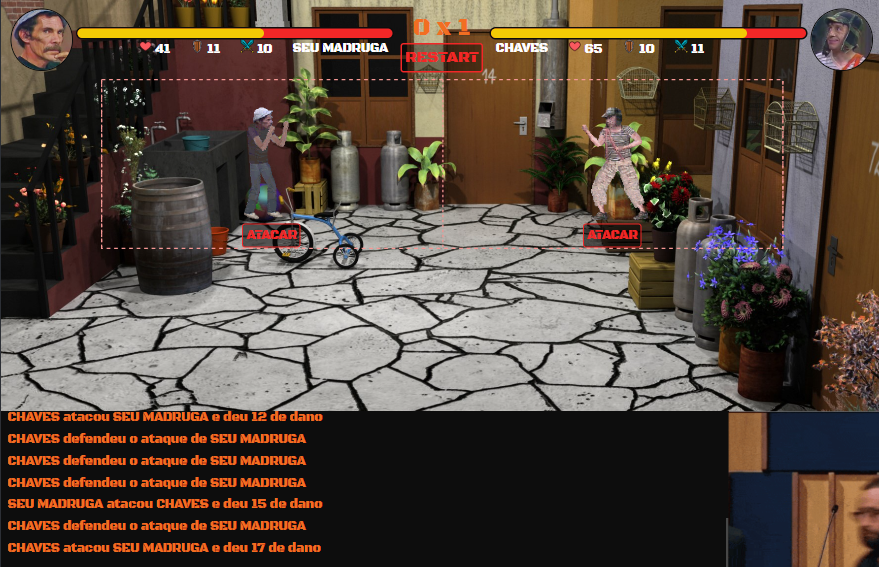 0 x 1
41 11 10 SEU MADRUGA
CHAVES 65 10 11
RESTART
14
ATACAR
ATACAR
CHAVES atacou SEU MADRUGA e deu 12 de dano
CHAVES defendeu o ataque de SEU MADRUGA
CHAVES defendeu o ataque de SEU MADRUGA
CHAVES defendeu o ataque de SEU MADRUGA
SEU MADRUGA atacou CHAVES e deu 15 de dano
CHAVES defendeu o ataque de SEU MADRUGA
CHAVES atacou SEU MADRUGA e deu 17 de dano